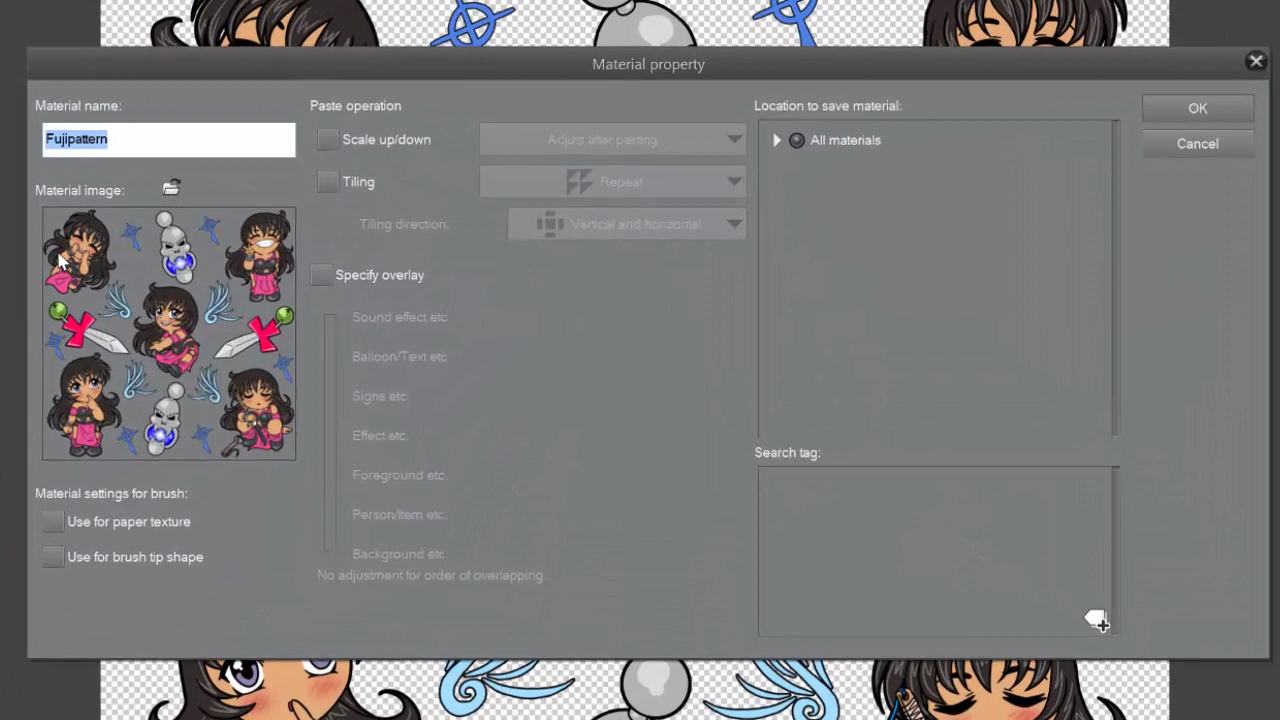 Material property
Material name:
Fujipattern
Material image:
Material settings for brush:
Use for paper texture
Use for brush tip shape
Paste operation
Scale up/down
Adjust after pasting
Tiling
Repeat
Tiling direction:
Vertical and horizontal
Specify overlay
Sound effect etc
Balloon/Text etc
Signs etc.
Effect etc.
Foreground etc.
Person/Item etc.
Background etc.
No adjustment for order of overlapping.
Location to save material:
All materials
Search tag:
OK
Cancel